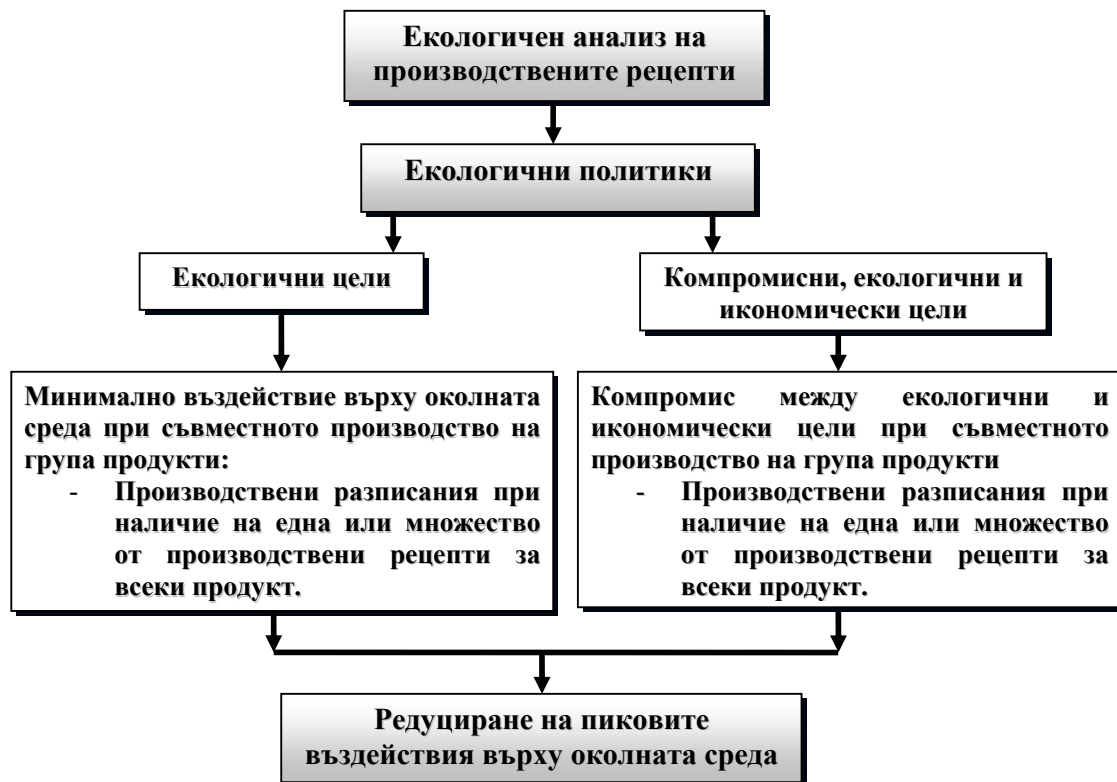 Екологичен анализ на
производствените рецепти
Екологични политики
Екологични цели
Компромисни, екологични и
икономически цели
Минимално въздействие върху околната
среда при съвместното производство на
група продукти:
- Производствени разписания при
наличие на една или множество
от производствени рецепти за
всеки продукт.
Компромис между екологични и
икономически цели при съвместното
производство на група продукти
- Производствени разписания при
наличие на една или множество
от производствени рецепти за
всеки продукт.
Редуциране на пиковите
въздействия върху околната среда